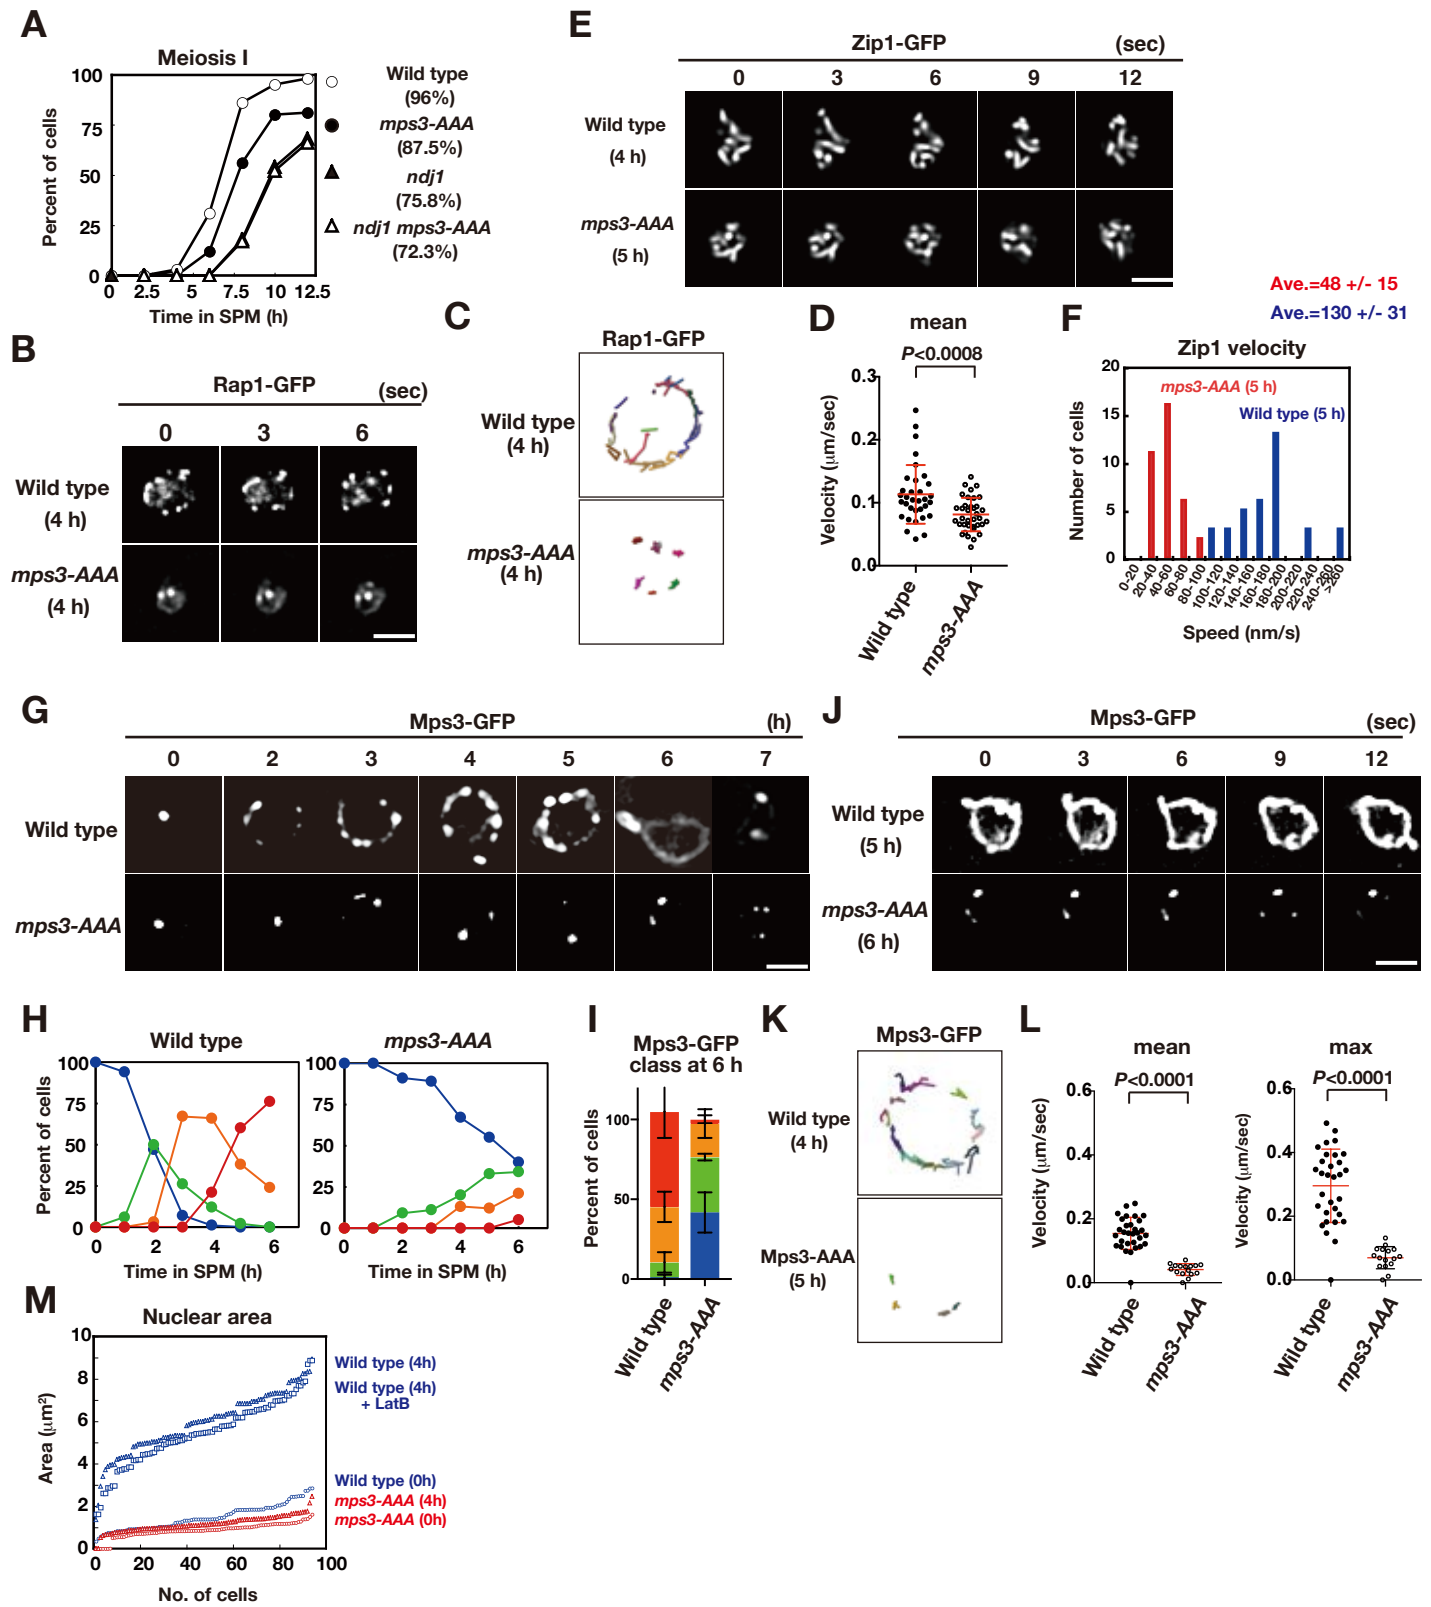 A
Meiosis I
Percent of cells
100
75
50
25
0
0 2.5 5 7.5 10 12.5
Time in SPM (h)
Wild type
(96%)
mps3-AAA
(87.5%)
ndj1
(75.8%)
ndj1 mps3-AAA
(72.3%)
E
Zip1-GFP (sec)
0 3 6 9 12
Wild type
(4 h)
mps3-AAA
(5 h)
B
Rap1-GFP (sec)
0 3 6
Wild type
(4 h)
mps3-AAA
(4 h)
C
Rap1-GFP
Wild type
(4 h)
mps3-AAA
(4 h)
D
mean
P<0.0008
Velocity (μm/sec)
0.3
0.2
0.1
0.0
Wild type
mps3-AAA
Ave.=48 +/- 15
Ave.=130 +/- 31
F
Zip1 velocity
mps3-AAA (5 h)
Wild type (5 h)
Number of cells
20
15
10
5
0
0-20 20-40 40-60 60-80 80-100 100-120 120-140 140-160 160-180 180-200 200-220 220-240 240-260 >260
Speed (nm/s)
G
Mps3-GFP (h)
0 2 3 4 5 6 7
Wild type
mps3-AAA
J
Mps3-GFP (sec)
0 3 6 9 12
Wild type
(5 h)
mps3-AAA
(6 h)
H
Wild type
Percent of cells
100
75
50
25
0
0 2 4 6
Time in SPM (h)
mps3-AAA
100
75
50
25
0
0 2 4 6
Time in SPM (h)
I
Mps3-GFP
class at 6 h
Percent of cells
100
50
0
Wild type
mps3-AAA
K
Mps3-GFP
Wild type
(4 h)
Mps3-AAA
(5 h)
L
mean
P<0.0001
Velocity (μm/sec)
0.6
0.4
0.2
0.0
Wild type
mps3-AAA
max
P<0.0001
Velocity (μm/sec)
0.6
0.4
0.2
0.0
Wild type
mps3-AAA
M
Nuclear area
Area (μm²)
10
8
6
4
2
0
0 20 40 60 80 100
No. of cells
Wild type (4h)
Wild type (4h)
+ LatB
Wild type (0h)
mps3-AAA (4h)
mps3-AAA (0h)